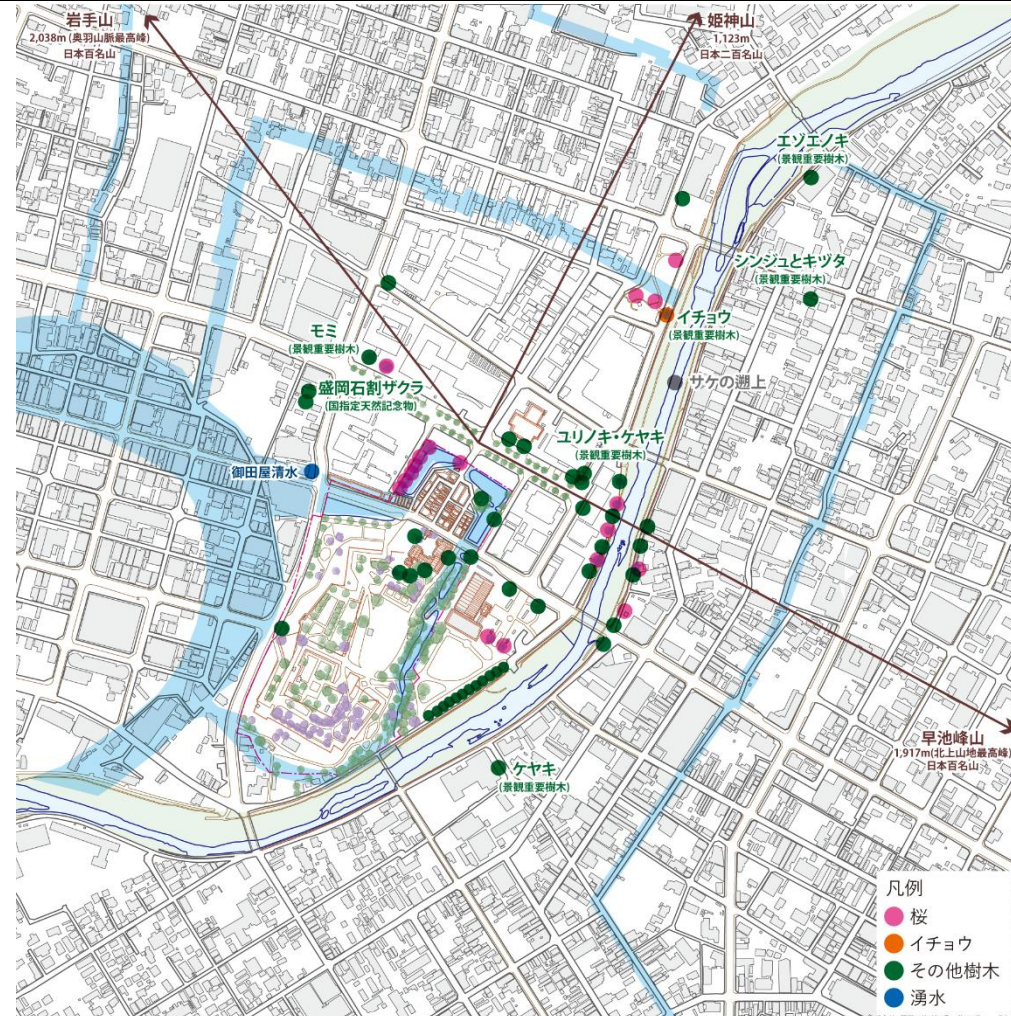 岩手山
2,038m (奥羽山脈最高峰)
日本百名山
姫神山
1,123m
日本二百名山
エゾエノキ
(景観重要樹木)
シンジュとキヅタ
(景観重要樹木)
イチョウ
(景観重要樹木)
モミ
(景観重要樹木)
サケの遡上
盛岡石割ザクラ
(国指定天然記念物)
ユリノキ・ケヤキ
(景観重要樹木)
御田屋清水
早池峰山
1,917m(北上山地最高峰)
日本百名山
ケヤキ
(景観重要樹木)
凡例
桜
イチョウ
その他樹木
湧水